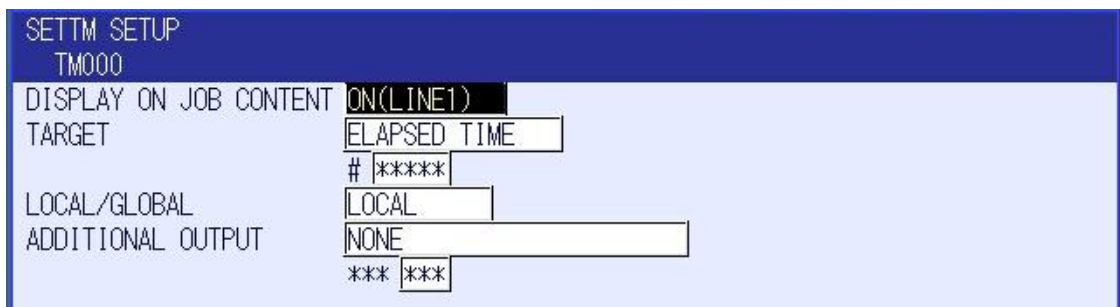 SETTM SETUP
TM000
DISPLAY ON JOB CONTENT ON(LINE1)
TARGET ELAPSED TIME
# *****
LOCAL/GLOBAL LOCAL
ADDITIONAL OUTPUT NONE
*** ***